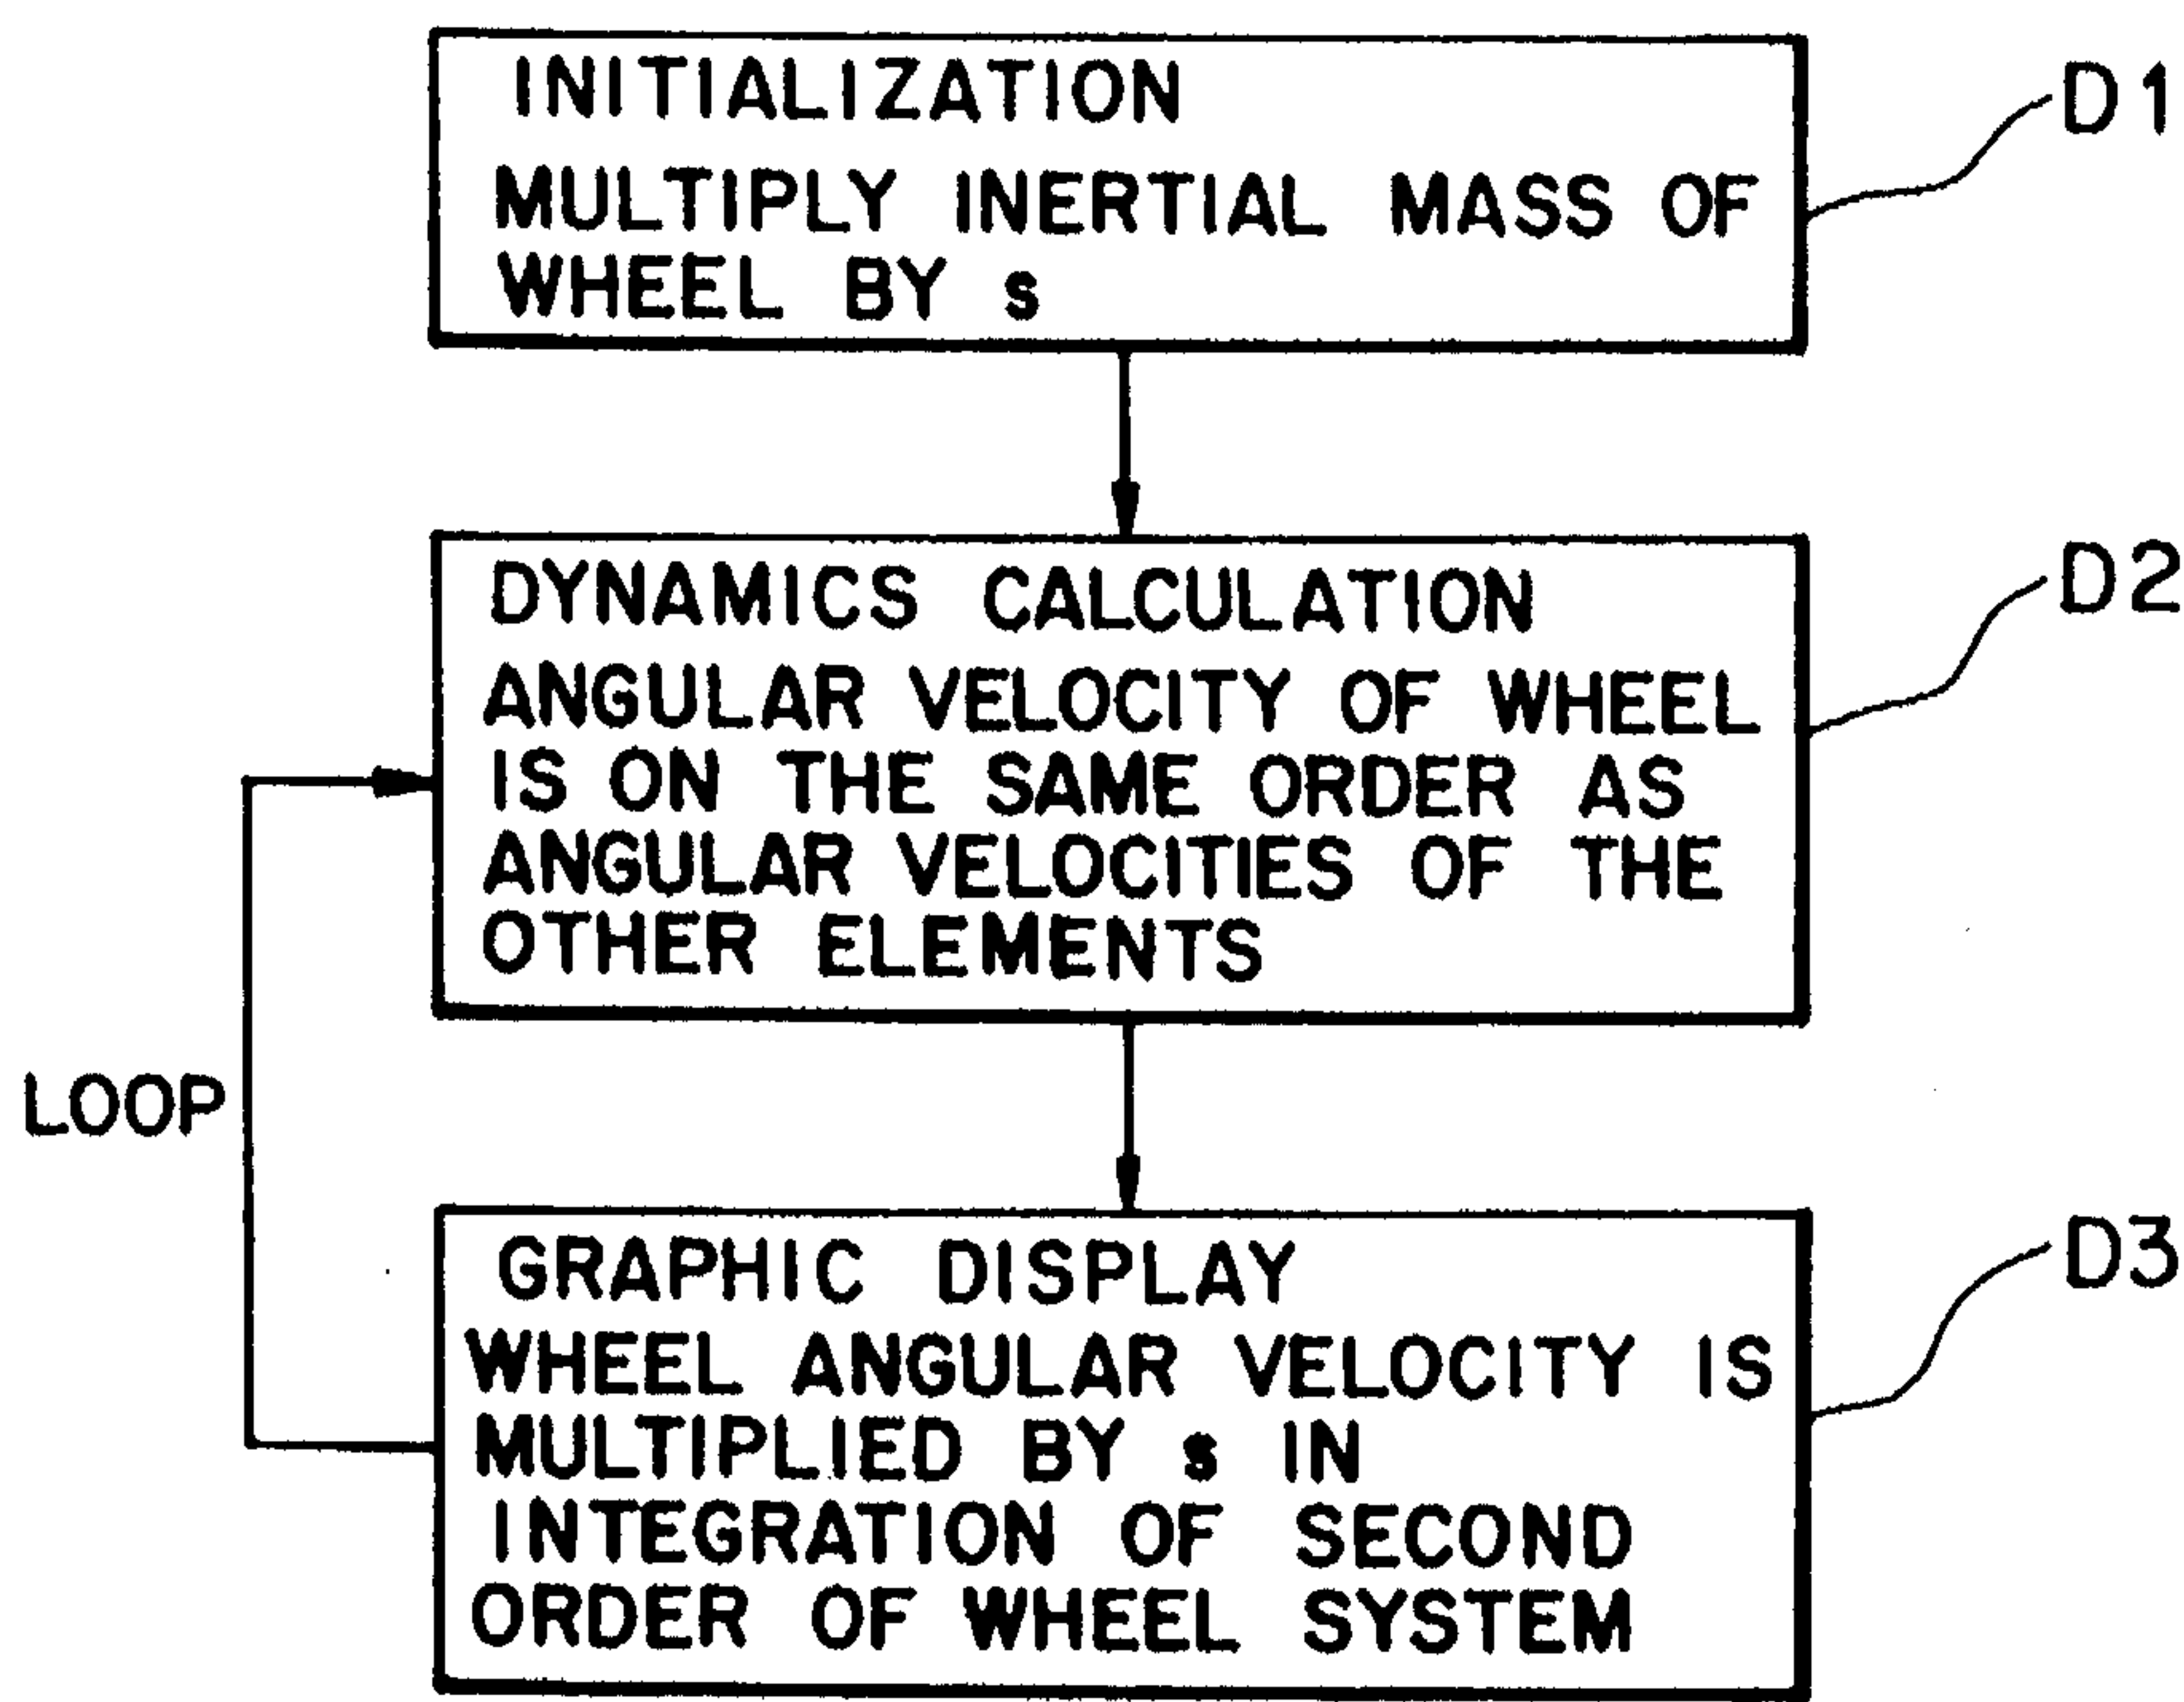 INITIALIZATION
MULTIPLY INERTIAL MASS OF
WHEEL BY s
D1
DYNAMICS CALCULATION
ANGULAR VELOCITY OF WHEEL
IS ON THE SAME ORDER AS
ANGULAR VELOCITIES OF THE
OTHER ELEMENTS
D2
LOOP
GRAPHIC DISPLAY
WHEEL ANGULAR VELOCITY IS
MULTIPLIED BY s IN
INTEGRATION OF SECOND
ORDER OF WHEEL SYSTEM
D3